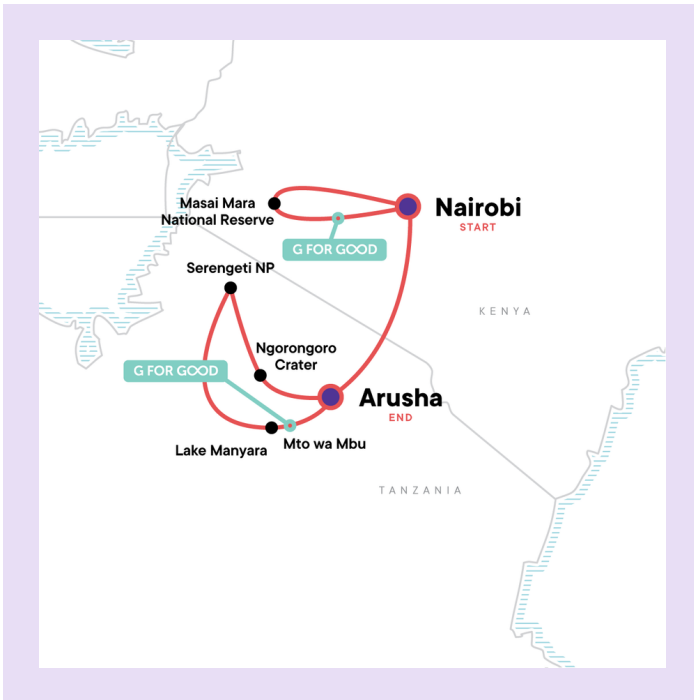 Masai Mara
National Reserve
Nairobi
START
G FOR GOOD
Serengeti NP
KENYA
Ngorongoro
Crater
G FOR GOOD
Arusha
END
Mto wa Mbu
Lake Manyara
TANZANIA